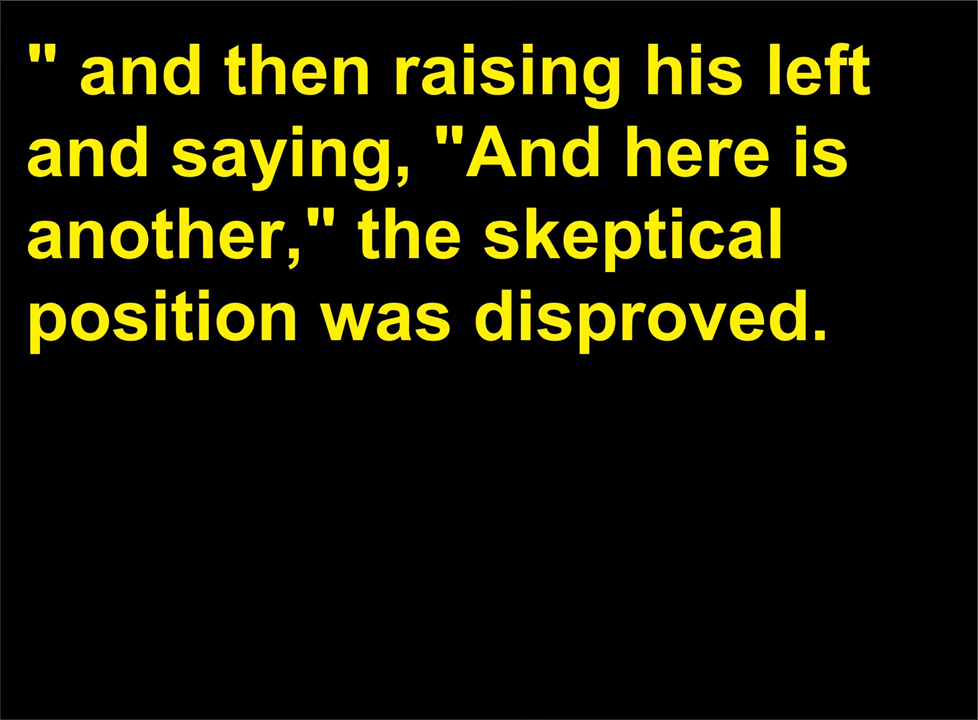 " and then raising his left
and saying, "And here is
another," the skeptical
position was disproved.